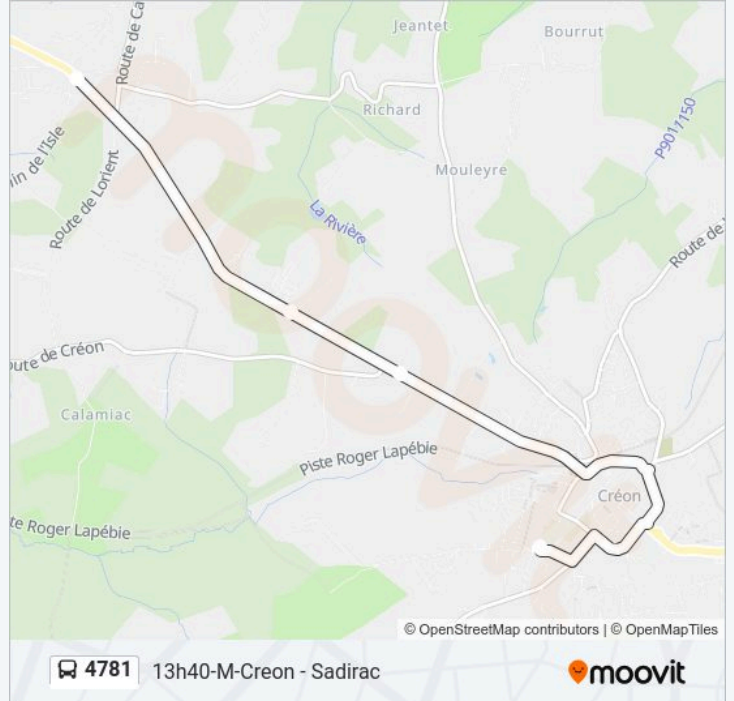 Jeantet
Bourrut
Route de Ca
Richard
P9011150
Mouleyre
in de l'Isle
Route de Lorient
La Rivière
Route de
oute de Créon
Calamiac
Piste Roger Lapébie
Créon
te Roger Lapébie
© OpenStreetMap contributors | © OpenMapTiles
4781 13h40-M-Creon - Sadirac moovit